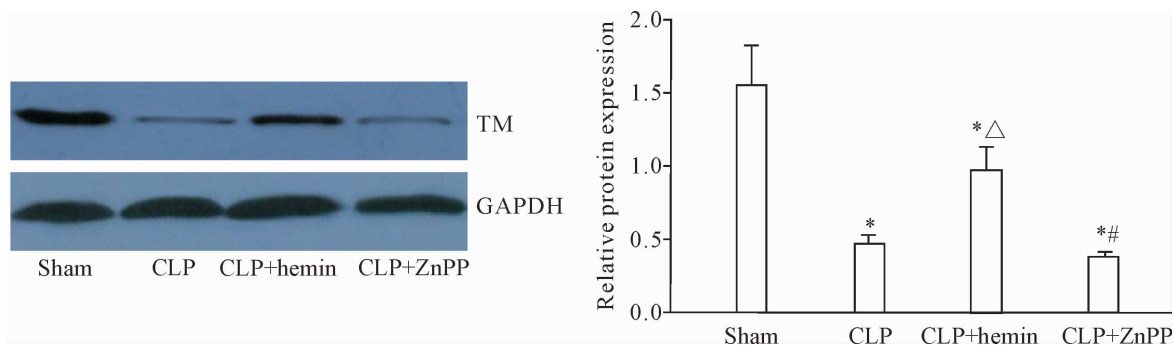 TM
GAPDH
Sham CLP CLP+hemin CLP+ZnPP
Relative protein expression
2.0
1.5
1.0
0.5
0.0
*
*△
*#
Sham CLP CLP+hemin CLP+ZnPP